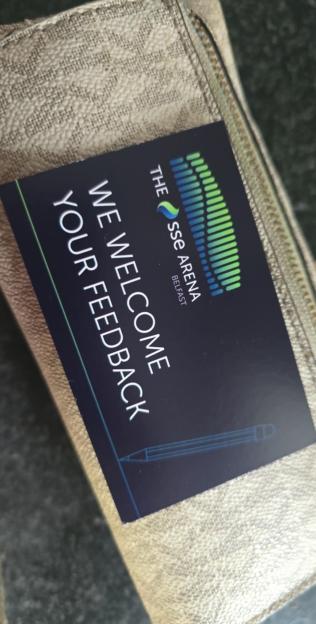 THE sse ARENA
BELFAST
WE WELCOME
YOUR FEEDBACK